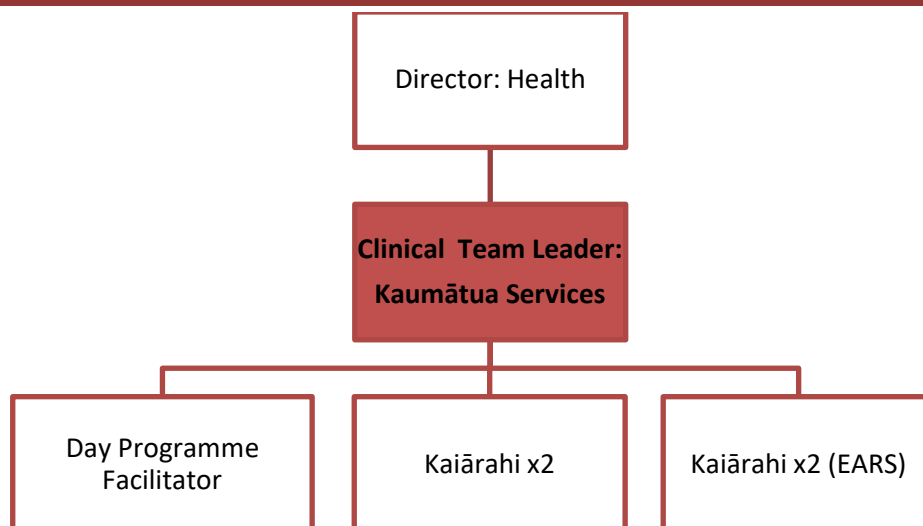 Director: Health
Clinical  Team Leader:
Kaumātua Services
Day Programme
Facilitator
Kaiārahi x2
Kaiārahi x2 (EARS)